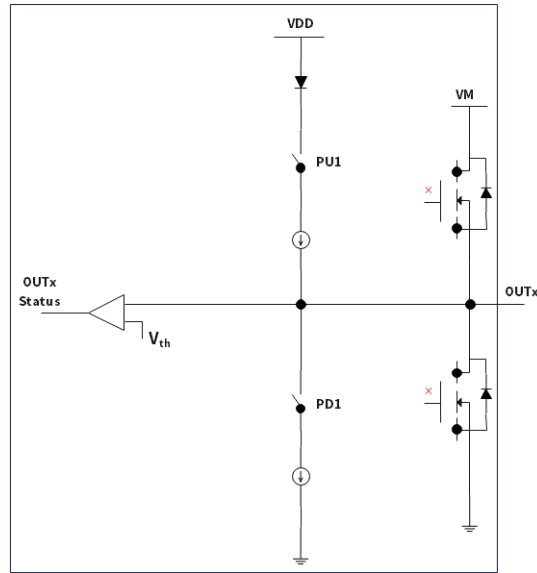 VDD
VM
PU1
×
OUTx
Status
OUTx
Vth
PD1
×